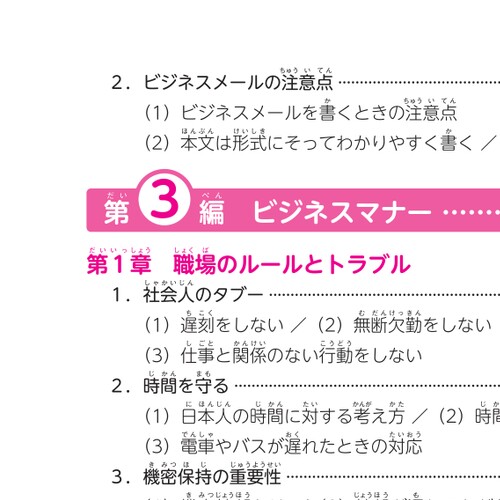 2．ビジネスメールの注意点 ……………………
（1）ビジネスメールを書くときの注意点
（2）本文は形式にそってわかりやすく書く ／
第3編 ビジネスマナー ………
第1章 職場のルールとトラブル
1．社会人のタブー ………………………………
（1）遅刻をしない ／（2）無断欠勤をしない
（3）仕事と関係のない行動をしない
2．時間を守る ……………………………………
（1）日本人の時間に対する考え方 ／（2）時間
（3）電車やバスが遅れたときの対応
3．機密保持の重要性 ……………………………